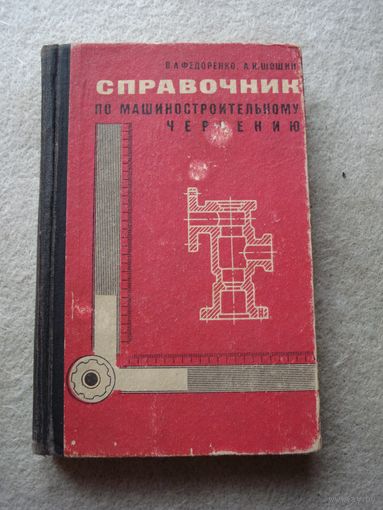 В.А.ФЕДОРЕНКО, А.И.ШОШИН
СПРАВОЧНИК
ПО МАШИНОСТРОИТЕЛЬНОМУ
ЧЕРЧЕНИЮ